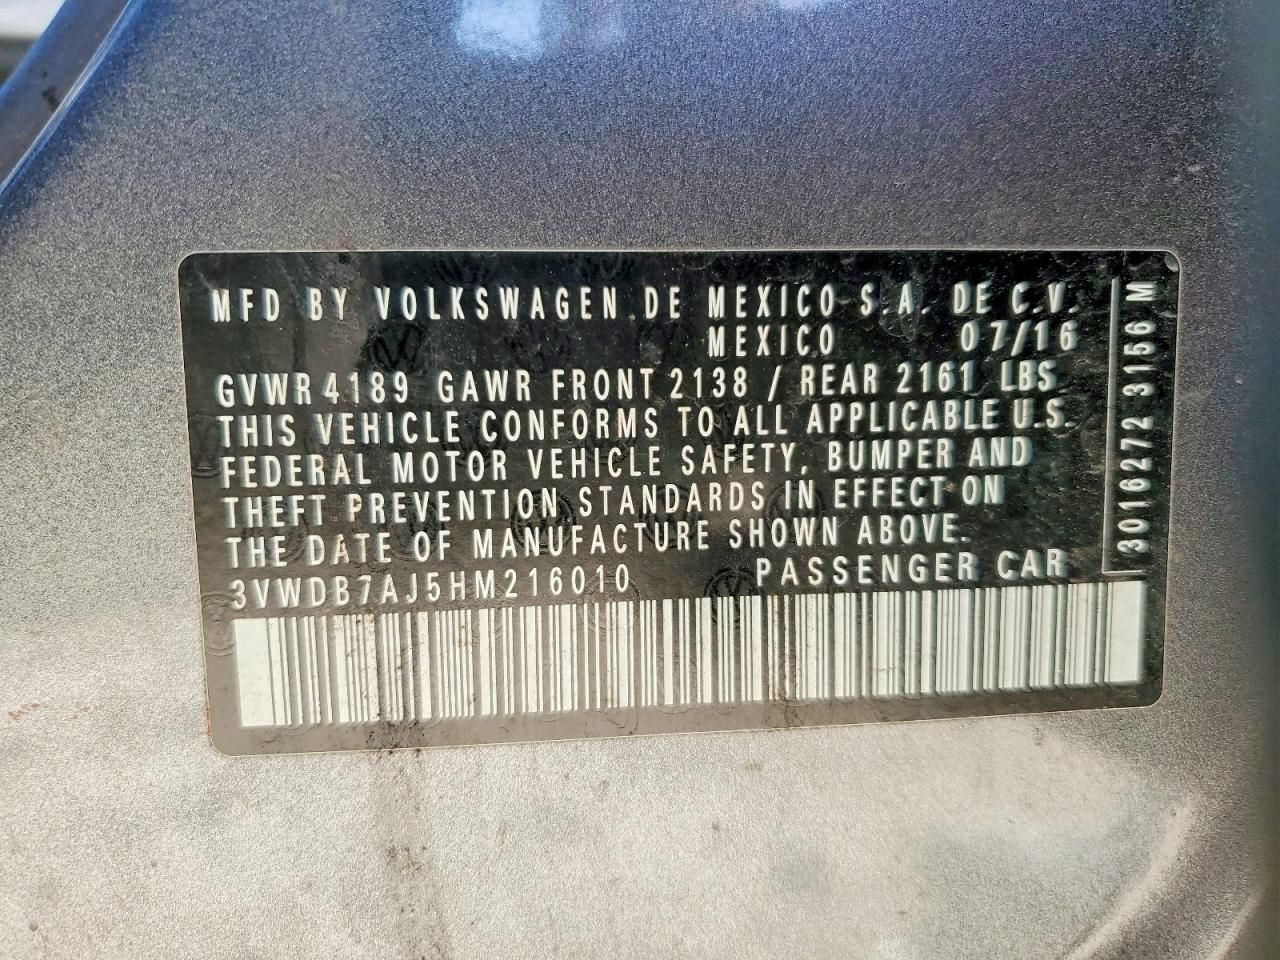 MFD BY VOLKSWAGEN DE MEXICO S.A. DE C.V.
MEXICO 07/16
GVWR 4189 GAWR FRONT 2138 / REAR 2161 LBS
THIS VEHICLE CONFORMS TO ALL APPLICABLE U.S.
FEDERAL MOTOR VEHICLE SAFETY, BUMPER AND
THEFT PREVENTION STANDARDS IN EFFECT ON
THE DATE OF MANUFACTURE SHOWN ABOVE.
3VWDB7AJ5HM216010 PASSENGER CAR
3016272 3156 M